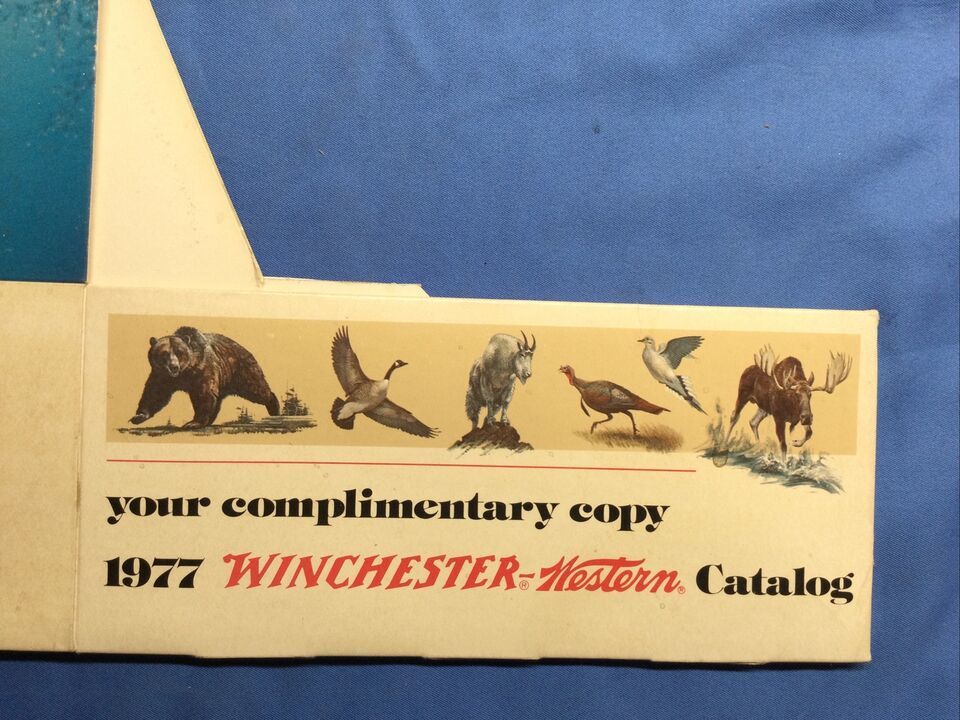 your complimentary copy
1977 WINCHESTER®-Western® Catalog